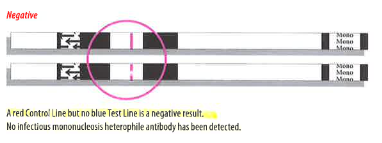 Negative
Mono
Mono
Mono
Mono
Mono
Mono
A red Control Line but no blue Test Line is a negative result.
No infectious mononucleosis heterophile antibody has been detected.